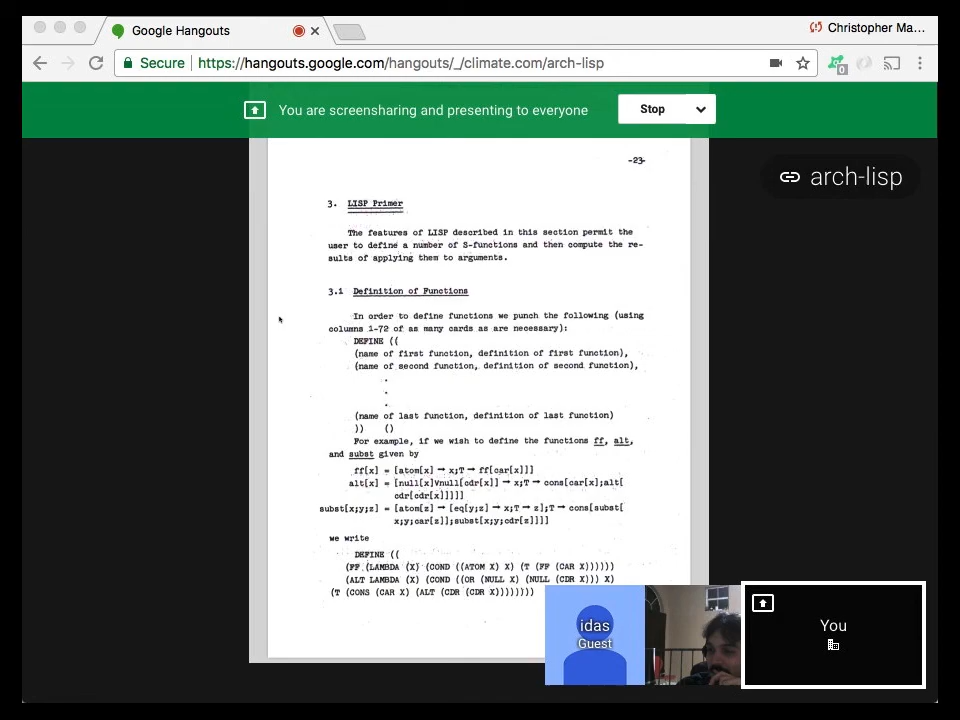 Google Hangouts
Christopher Ma...
Secure
https://hangouts.google.com/hangouts/_/climate.com/arch-lisp
0
You are screensharing and presenting to everyone
Stop
arch-lisp
-23-
3. LISP Primer
The features of LISP described in this section permit the
user to define a number of S-functions and then compute the re-
sults of applying them to arguments.
3.1 Definition of Functions
In order to define functions we punch the following (using
columns 1-72 of as many cards as are necessary):
DEFINE ((
(name of first function, definition of first function),
(name of second function, definition of second function),
.
.
.
(name of last function, definition of last function)
)) ()
For example, if we wish to define the functions ff, alt,
and subst given by
ff[x] = [atom[x] → x;T → ff[car[x]]]
alt[x] = [null[x]∨null[cdr[x]] → x;T → cons[car[x];alt[
cdr[cdr[x]]]]]
subst[x;y;z] = [atom[z] → [eq[y;z] → x;T → z];T → cons[subst[
x;y;car[z]];subst[x;y;cdr[z]]]]
we write
DEFINE ((
(FF (LAMBDA (X) (COND ((ATOM X) X) (T (FF (CAR X))))))
(ALT LAMBDA (X) (COND ((OR (NULL X) (NULL (CDR X))) X)
(T (CONS (CAR X) (ALT (CDR (CDR X))))))))
idas
Guest
You